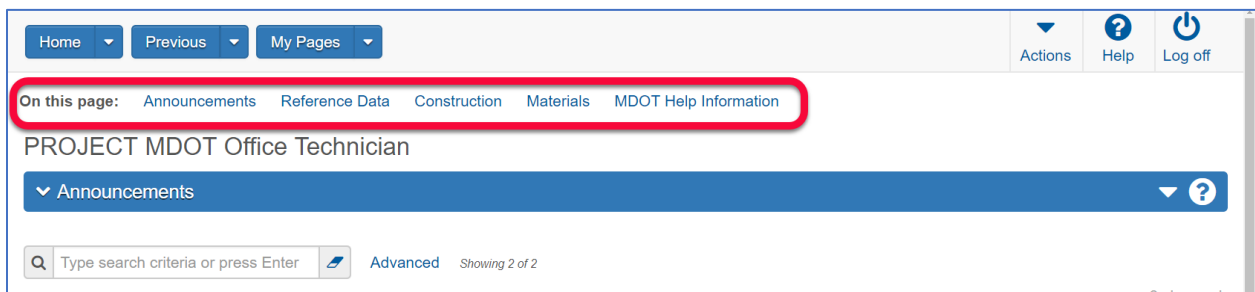 Home Previous My Pages
Actions Help Log off
On this page: Announcements Reference Data Construction Materials MDOT Help Information
PROJECT MDOT Office Technician
Announcements
Type search criteria or press Enter Advanced Showing 2 of 2